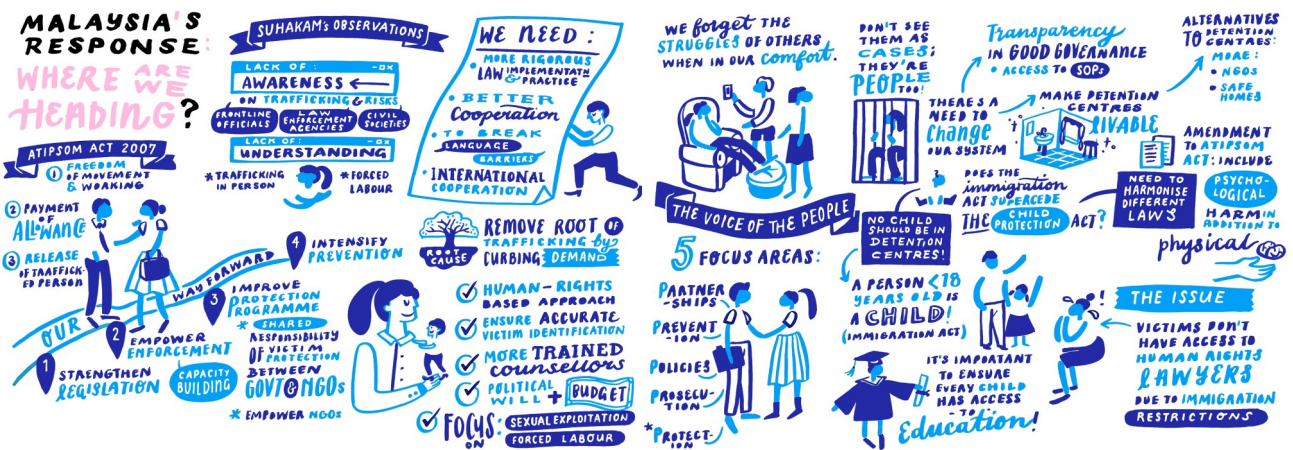 MALAYSIA'S
RESPONSE:
WHERE ARE
WE
HEADING?
ATIPSOM ACT 2007
1 FREEDOM
OF MOVEMENT
& WORKING
2 PAYMENT
OF
ALLOWANCE
3 RELEASE
OF TRAFFICK-
ED PERSON
OUR WAY FORWARD
1 STRENGTHEN
LEGISLATION
2 EMPOWER
ENFORCEMENT
CAPACITY
BUILDING
3 IMPROVE
PROTECTION
PROGRAMME
* SHARED
RESPONSIBILITY
OF VICTIM
PROTECTION
BETWEEN
GOVT & NGOs
* EMPOWER NGOs
4 INTENSIFY
PREVENTION
SUHAKAM'S OBSERVATIONS
LACK OF:
AWARENESS
ON TRAFFICKING & RISKS
FRONTLINE
OFFICIALS
LAW
ENFORCEMENT
AGENCIES
CIVIL
SOCIETIES
LACK OF:
UNDERSTANDING
* TRAFFICKING
IN PERSON
* FORCED
LABOUR
WE NEED:
• MORE RIGOROUS
LAW IMPLEMENTATN
& PRACTICE
• BETTER
Cooperation
• TO BREAK
LANGUAGE
BARRIERS
• INTERNATIONAL
COOPERATION
ROOT
CAUSE
REMOVE ROOT OF
TRAFFICKING by
CURBING DEMAND
HUMAN-RIGHTS
BASED APPROACH
ENSURE ACCURATE
VICTIM IDENTIFICATION
MORE TRAINED
counsellors
POLITICAL
WILL + BUDGET
FOCUS
ON
SEXUAL EXPLOITATION
FORCED LABOUR
WE forget THE
STRUGGLES OF OTHERS
WHEN IN OUR comfort.
THE VOICE OF THE PEOPLE
5 FOCUS AREAS:
PARTNER
-SHIPS
PREVENT
-ION
POLICIES
PROSECU-
TION
* PROTECT-
ION
DON'T SEE
THEM AS
CASES;
THEY'RE
PEOPLE
TOO!
THERE'S A
NEED TO
change
OUR SYSTEM
Transparency
IN GOOD GOVERNANCE
• ACCESS TO SOPs
MAKE DETENTION
CENTRES
LIVABLE
ALTERNATIVES
TO DETENTION
CENTRES:
MORE:
• NGOS
• SAFE
HOMES
DOES THE
immigration
ACT SUPERCEDE
THE CHILD
PROTECTION ACT?
NEED TO
HARMONISE
DIFFERENT
LAWS
AMENDMENT
TO ATIPSOM
ACT: INCLUDE
PSYCHO-
LOGICAL
HARM IN
ADDITION TO
physical
NO CHILD
SHOULD BE IN
DETENTION
CENTRES!
A PERSON <18
YEARS OLD IS
A CHILD!
(IMMIGRATION ACT)
IT'S IMPORTANT
TO ENSURE
EVERY CHILD
HAS ACCESS
-TO-
Education!
!
THE ISSUE
VICTIMS DON'T
HAVE ACCESS TO
HUMAN RIGHTS
LAWYERS
DUE TO IMMIGRATION
RESTRICTIONS